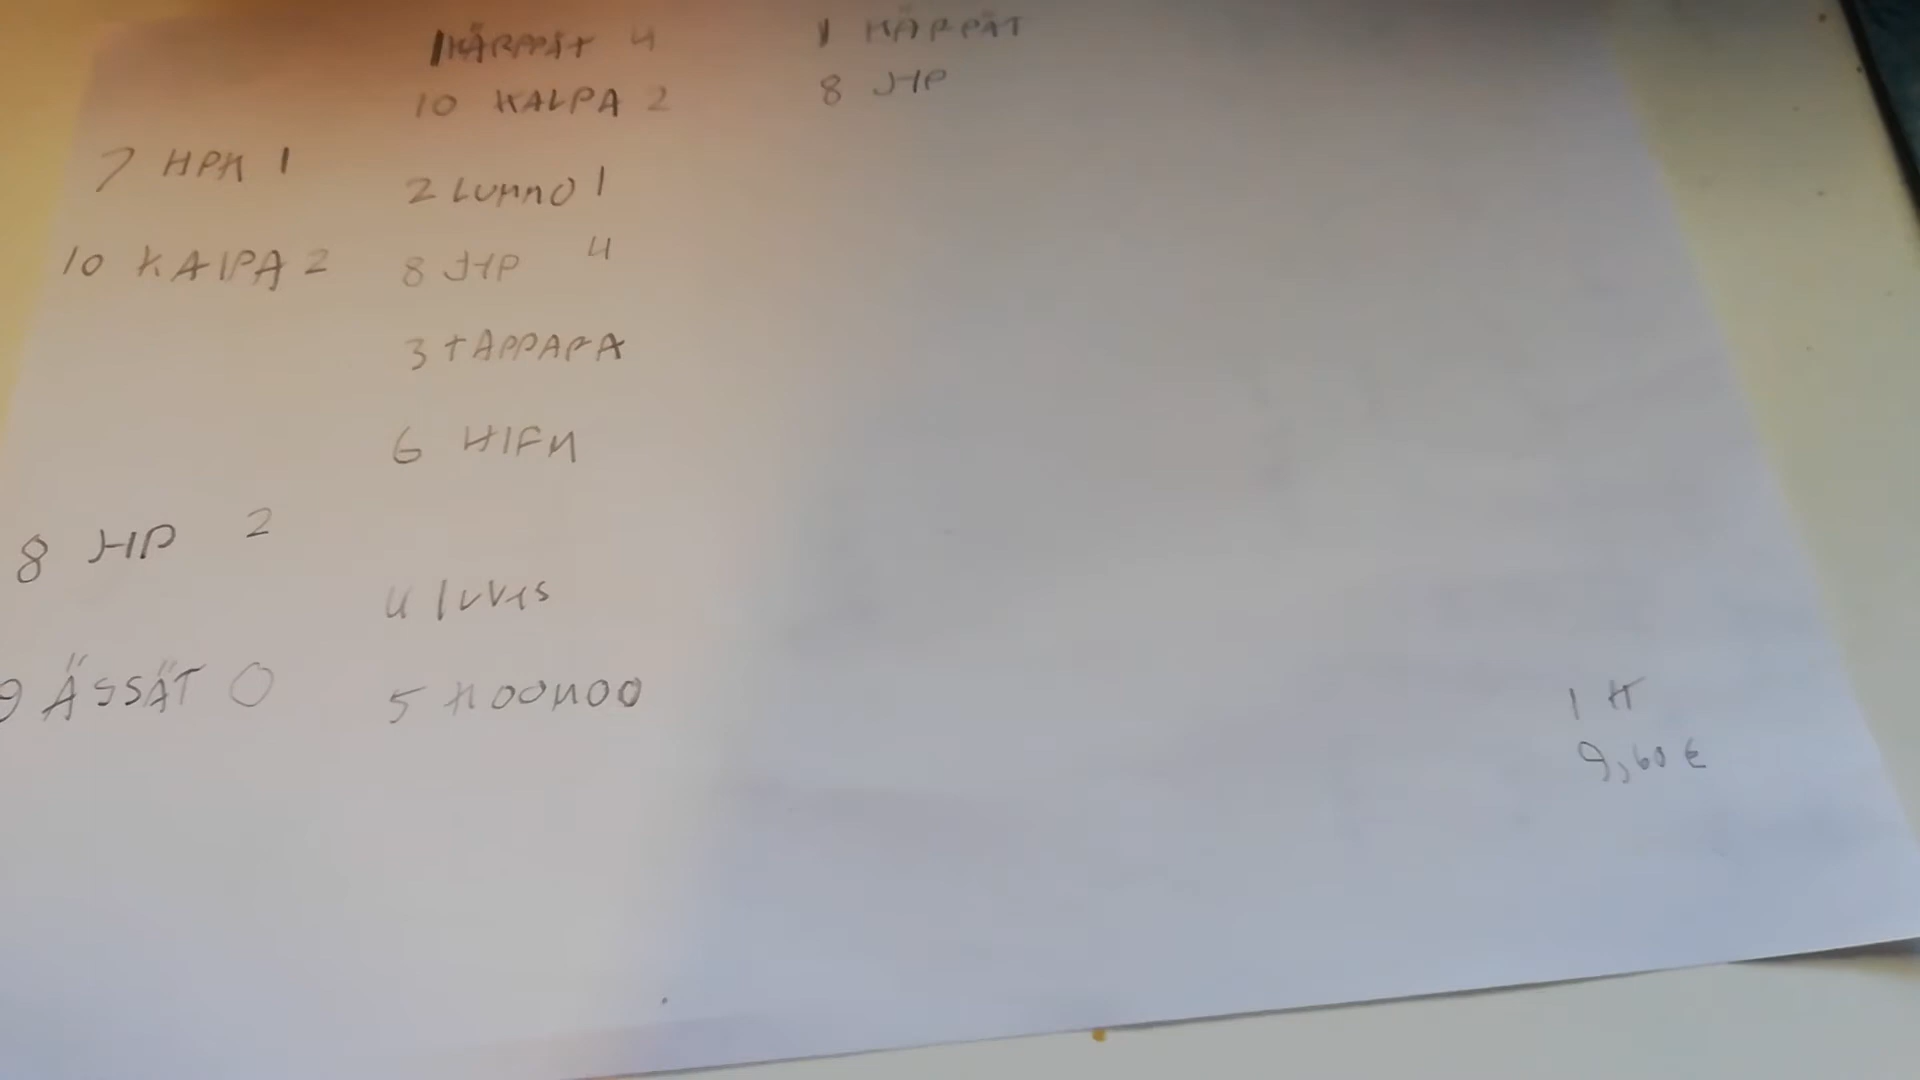 7 HPK 1
10 KALPA 2
8 JYP 2
9 ÄSSÄT 0
1 KÄRPÄT 4
10 KALPA 2
2 LUKKO 1
8 JYP 4
3 TAPPARA
6 HIFK
4 ILVES
5 KOOKOO
1 KÄRPÄT
8 JYP
1 K
9,60 €